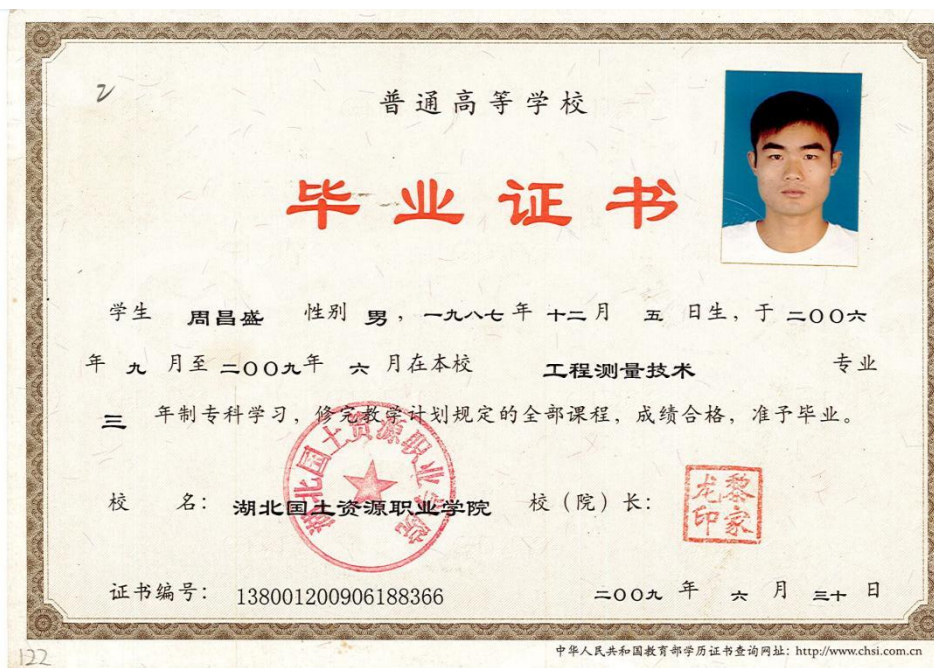 2
普通高等学校
毕业证书
学生 周昌盛 性别 男，一九八七年 十二月 五 日生，于 二〇〇六
年 九 月至 二〇〇九年 六 月在本校 工程测量技术 专业
三 年制专科学习，修完教学计划规定的全部课程，成绩合格，准予毕业。
湖北国土资源职业学院
校 名：湖北国土资源职业学院 校（院）长：
黎家龙印
证书编号：138001200906188366 二〇〇九 年 六 月 三十 日
中华人民共和国教育部学历证书查询网址：http://www.chsi.com.cn
122